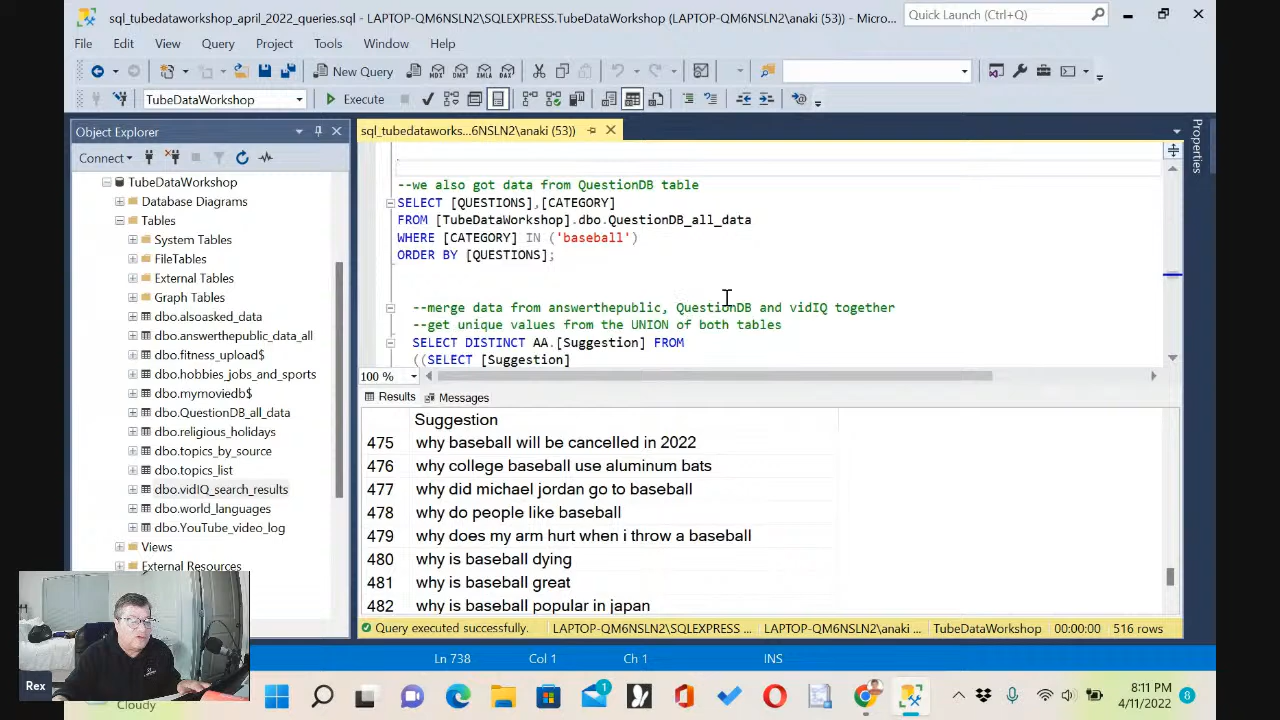 sql_tubedataworkshop_april_2022_queries.sql - LAPTOP-QM6NSLN2\SQLEXPRESS.TubeDataWorkshop (LAPTOP-QM6NSLN2\anaki (53)) - Micro...
Quick Launch (Ctrl+Q)
File Edit View Query Project Tools Window Help
New Query
MDX DMX XMLA DAX
TubeDataWorkshop
Execute
Object Explorer
sql_tubedataworks...6NSLN2\anaki (53))
Properties
Connect
TubeDataWorkshop
Database Diagrams
Tables
System Tables
FileTables
External Tables
Graph Tables
dbo.alsoasked_data
dbo.answerthepublic_data_all
dbo.fitness_upload$
dbo.hobbies_jobs_and_sports
dbo.mymoviedb$
dbo.QuestionDB_all_data
dbo.religious_holidays
dbo.topics_by_source
dbo.topics_list
dbo.vidIQ_search_results
dbo.world_languages
dbo.YouTube_video_log
Views
External Resources
--we also got data from QuestionDB table
SELECT [QUESTIONS],[CATEGORY]
FROM [TubeDataWorkshop].dbo.QuestionDB_all_data
WHERE [CATEGORY] IN ('baseball')
ORDER BY [QUESTIONS];
--merge data from answerthepublic, QuestionDB and vidIQ together
--get unique values from the UNION of both tables
SELECT DISTINCT AA.[Suggestion] FROM
((SELECT [Suggestion]
100 %
Results Messages
Suggestion
475 why baseball will be cancelled in 2022
476 why college baseball use aluminum bats
477 why did michael jordan go to baseball
478 why do people like baseball
479 why does my arm hurt when i throw a baseball
480 why is baseball dying
481 why is baseball great
482 why is baseball popular in japan
Query executed successfully. LAPTOP-QM6NSLN2\SQLEXPRESS ... LAPTOP-QM6NSLN2\anaki ... TubeDataWorkshop 00:00:00 516 rows
Ln 738 Col 1 Ch 1 INS
Rex
Cloudy
1
8:11 PM
4/11/2022
8